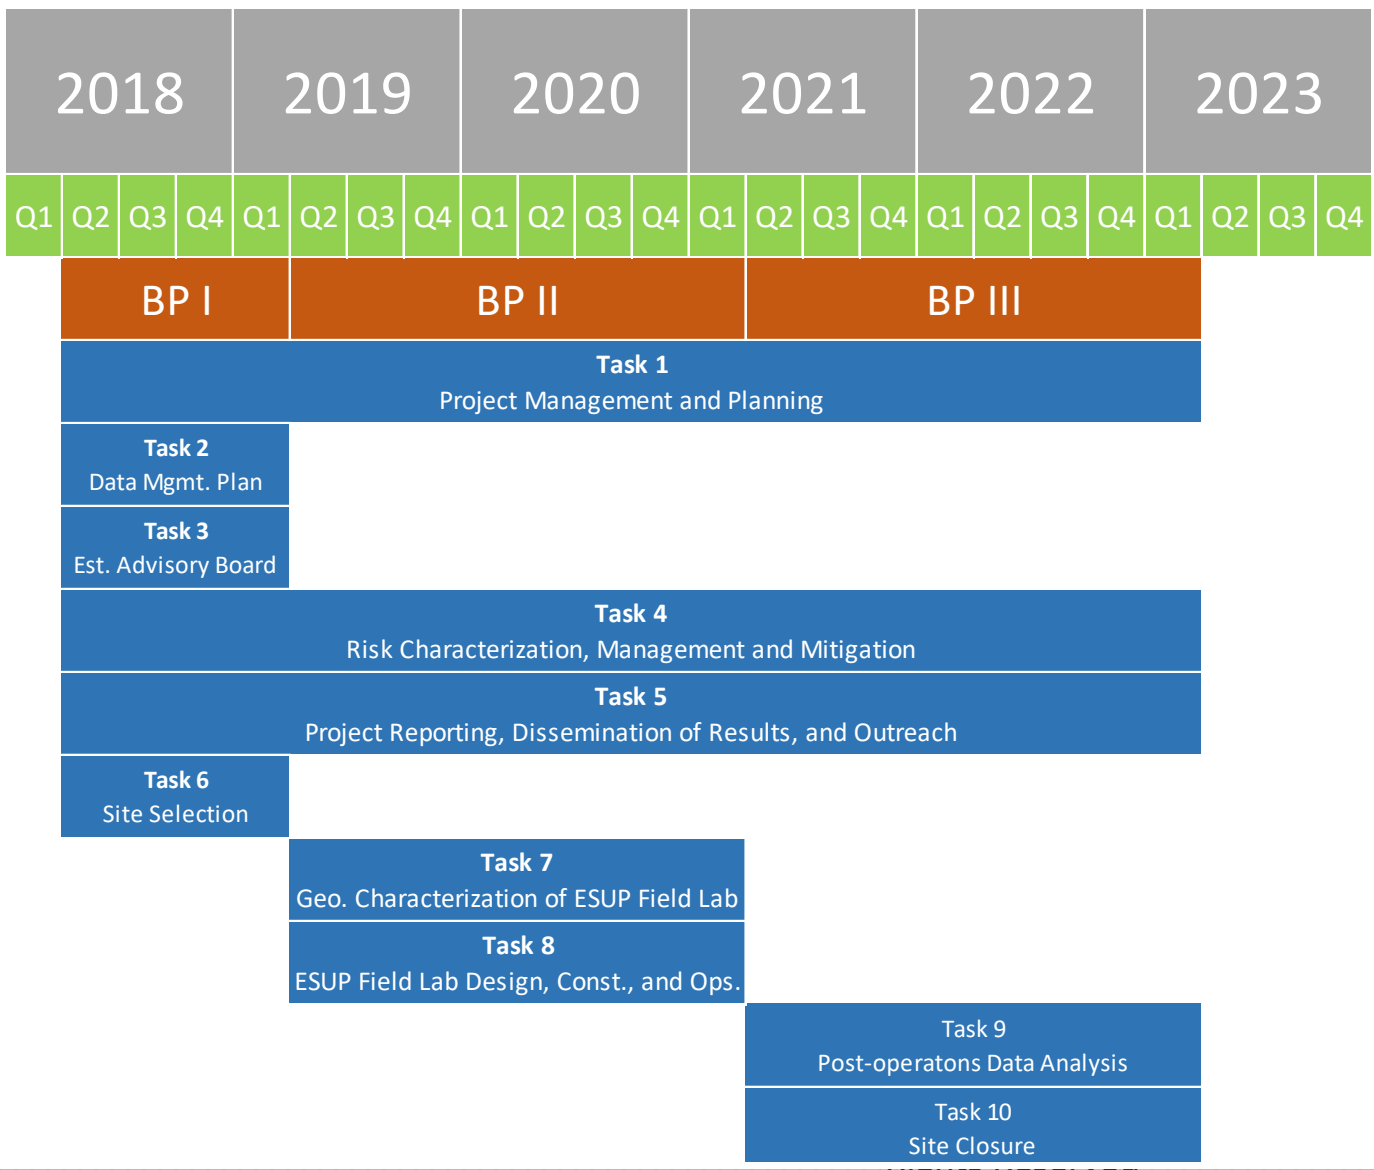 2018 2019 2020 2021 2022 2023
Q1 Q2 Q3 Q4 Q1 Q2 Q3 Q4 Q1 Q2 Q3 Q4 Q1 Q2 Q3 Q4 Q1 Q2 Q3 Q4 Q1 Q2 Q3 Q4
BP I BP II BP III
Task 1
Project Management and Planning
Task 2
Data Mgmt. Plan
Task 3
Est. Advisory Board
Task 4
Risk Characterization, Management and Mitigation
Task 5
Project Reporting, Dissemination of Results, and Outreach
Task 6
Site Selection
Task 7
Geo. Characterization of ESUP Field Lab
Task 8
ESUP Field Lab Design, Const., and Ops.
Task 9
Post-operatons Data Analysis
Task 10
Site Closure